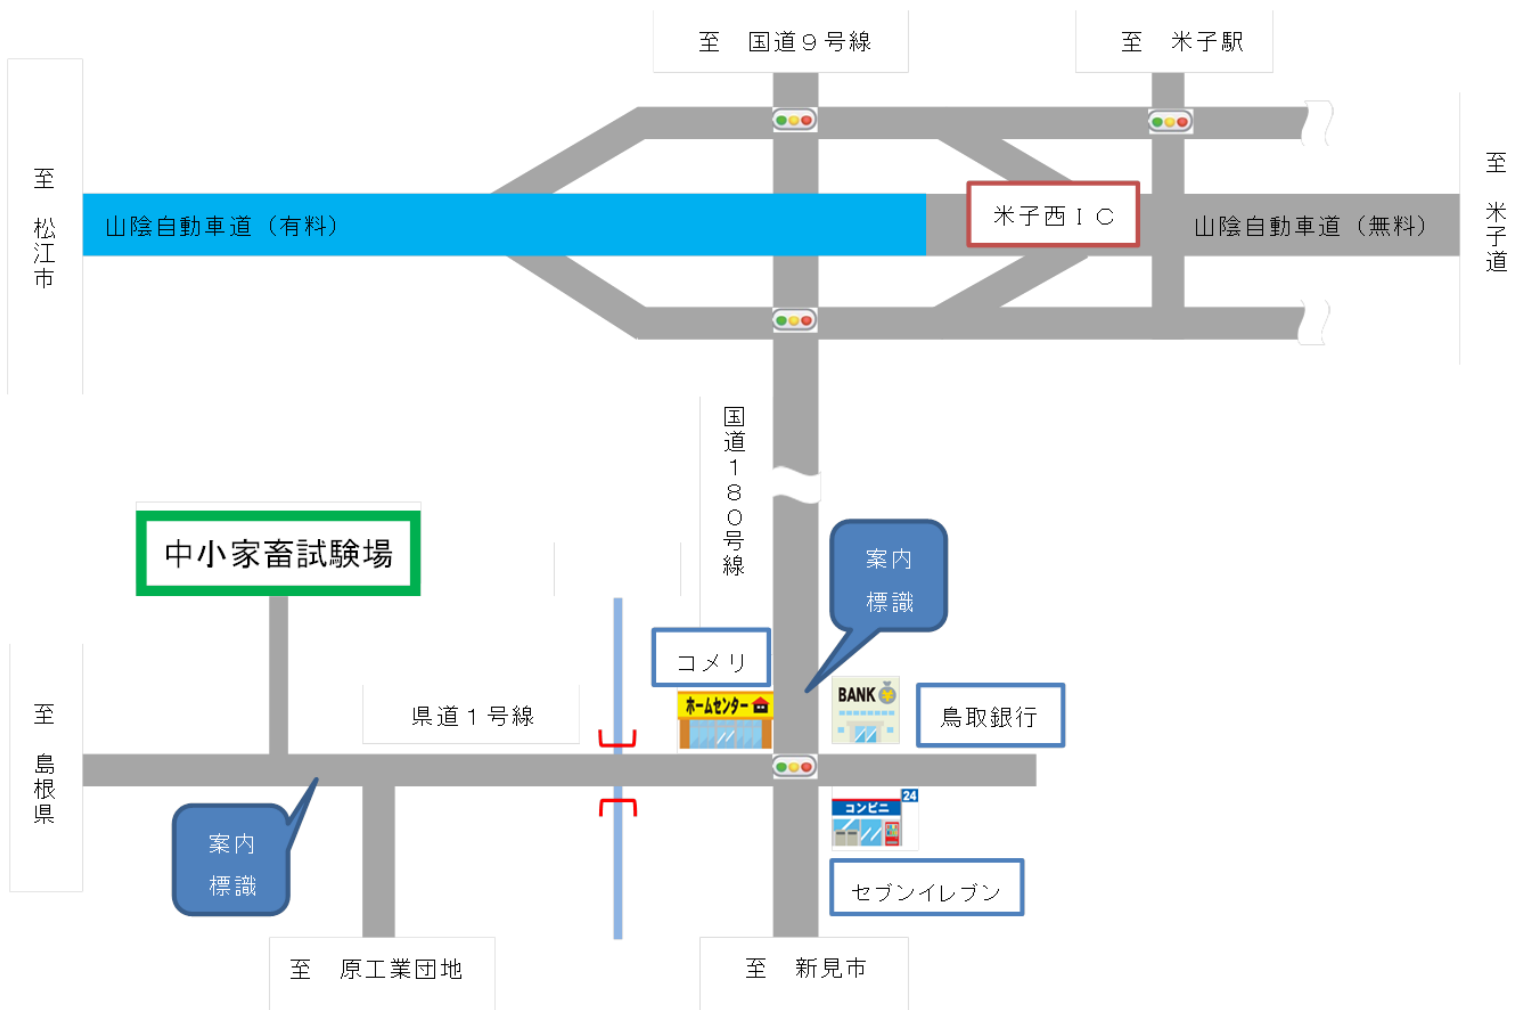 至　国道９号線
至　米子駅
至　松江市
山陰自動車道（有料）
米子西ＩＣ
山陰自動車道（無料）
至　米子道
国道１８０号線
中小家畜試験場
案内
標識
コメリ
ホームセンター
BANK
鳥取銀行
県道１号線
至　島根県
コンビニ
24
セブンイレブン
案内
標識
至　原工業団地
至　新見市